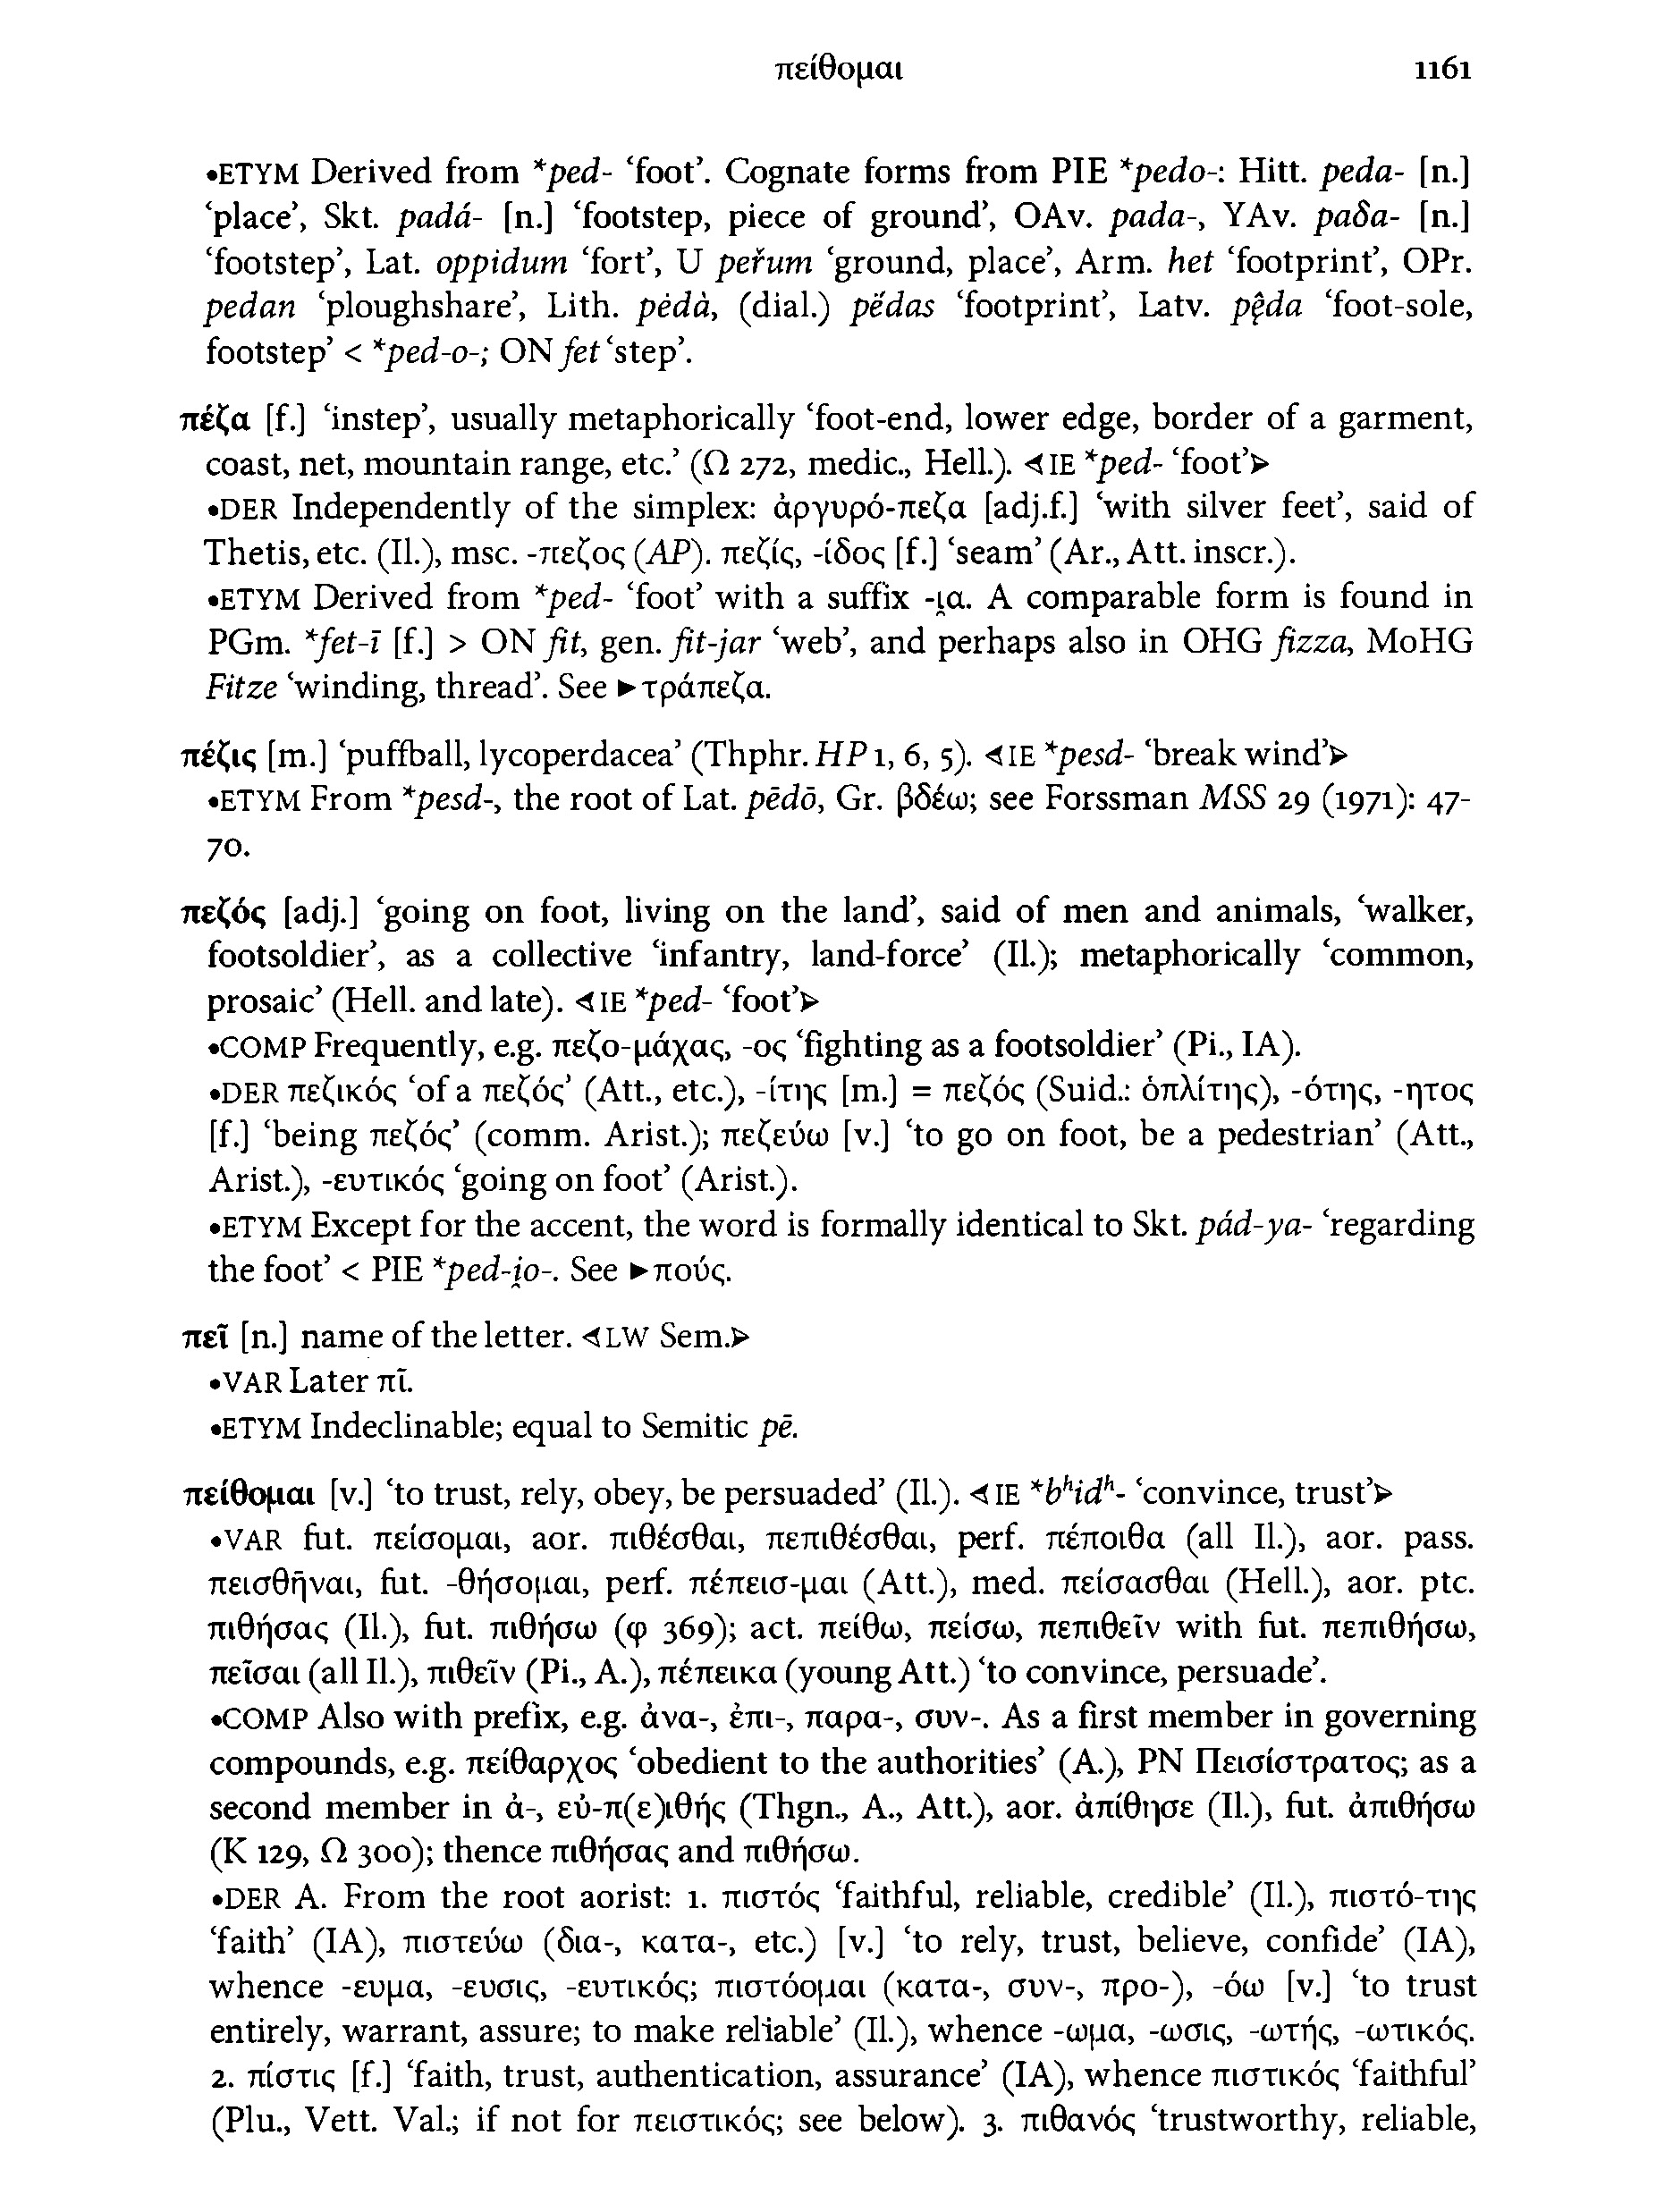 πείθομαι 1161
•ETYM Derived from *ped- ‘foot’. Cognate forms from PIE *pedo-: Hitt. peda- [n.]
‘place’, Skt. padá- [n.] ‘footstep, piece of ground’, OAv. pada-, YAv. paδa- [n.]
‘footstep’, Lat. oppidum ‘fort’, U peřum ‘ground, place’, Arm. het ‘footprint’, OPr.
pedan ‘ploughshare’, Lith. pėdà, (dial.) pė̃das ‘footprint’, Latv. pȩ̂da ‘foot-sole,
footstep’ < *ped-o-; ON fet ‘step’.
πέζα [f.] ‘instep’, usually metaphorically ‘foot-end, lower edge, border of a garment,
coast, net, mountain range, etc.’ (Ω 272, medic., Hell.). ⊲IE *ped- ‘foot’⊳
•DER Independently of the simplex: ἀργυρό-πεζα [adj.f.] ‘with silver feet’, said of
Thetis, etc. (Il.), msc. -πεζος (AP). πεζίς, -ίδος [f.] ‘seam’ (Ar., Att. inscr.).
•ETYM Derived from *ped- ‘foot’ with a suffix -ι̯α. A comparable form is found in
PGm. *fet-ī [f.] > ON fit, gen. fit-jar ‘web’, and perhaps also in OHG fizza, MoHG
Fitze ‘winding, thread’. See ►τράπεζα.
πέζις [m.] ‘puffball, lycoperdacea’ (Thphr. HP 1, 6, 5). ⊲IE *pesd- ‘break wind’⊳
•ETYM From *pesd-, the root of Lat. pēdō, Gr. βδέω; see Forssman MSS 29 (1971): 47-
70.
πεζός [adj.] ‘going on foot, living on the land’, said of men and animals, ‘walker,
footsoldier’, as a collective ‘infantry, land-force’ (Il.); metaphorically ‘common,
prosaic’ (Hell. and late). ⊲IE *ped- ‘foot’⊳
•COMP Frequently, e.g. πεζο-μάχας, -ος ‘fighting as a footsoldier’ (Pi., IA).
•DER πεζικός ‘of a πεζός’ (Att., etc.), -ίτης [m.] = πεζός (Suid.: ὁπλίτης), -ότης, -ητος
[f.] ‘being πεζός’ (comm. Arist.); πεζεύω [v.] ‘to go on foot, be a pedestrian’ (Att.,
Arist.), -ευτικός ‘going on foot’ (Arist.).
•ETYM Except for the accent, the word is formally identical to Skt. pád-ya- ‘regarding
the foot’ < PIE *ped-i̯o-. See ►πούς.
πεῖ [n.] name of the letter. ⊲LW Sem.⊳
•VAR Later πῖ.
•ETYM Indeclinable; equal to Semitic pē.
πείθομαι [v.] ‘to trust, rely, obey, be persuaded’ (Il.). ⊲IE *bʰidʰ- ‘convince, trust’⊳
•VAR fut. πείσομαι, aor. πιθέσθαι, πεπιθέσθαι, perf. πέποιθα (all Il.), aor. pass.
πεισθῆναι, fut. -θήσομαι, perf. πέπεισ-μαι (Att.), med. πείσασθαι (Hell.), aor. ptc.
πιθήσας (Il.), fut. πιθήσω (φ 369); act. πείθω, πείσω, πεπιθεῖν with fut. πεπιθήσω,
πεῖσαι (all Il.), πιθεῖν (Pi., A.), πέπεικα (young Att.) ‘to convince, persuade’.
•COMP Also with prefix, e.g. ἀνα-, ἐπι-, παρα-, συν-. As a first member in governing
compounds, e.g. πείθαρχος ‘obedient to the authorities’ (A.), PN Πεισίστρατος; as a
second member in ἀ-, εὐ-π(ε)ιθής (Thgn., A., Att.), aor. ἀπίθησε (Il.), fut. ἀπιθήσω
(K 129, Ω 300); thence πιθήσας and πιθήσω.
•DER A. From the root aorist: 1. πιστός ‘faithful, reliable, credible’ (Il.), πιστό-της
‘faith’ (IA), πιστεύω (δια-, κατα-, etc.) [v.] ‘to rely, trust, believe, confide’ (IA),
whence -ευμα, -ευσις, -ευτικός; πιστόομαι (κατα-, συν-, προ-), -όω [v.] ‘to trust
entirely, warrant, assure; to make reliable’ (Il.), whence -ωμα, -ωσις, -ωτής, -ωτικός.
2. πίστις [f.] ‘faith, trust, authentication, assurance’ (IA), whence πιστικός ‘faithful’
(Plu., Vett. Val.; if not for πειστικός; see below). 3. πιθανός ‘trustworthy, reliable,